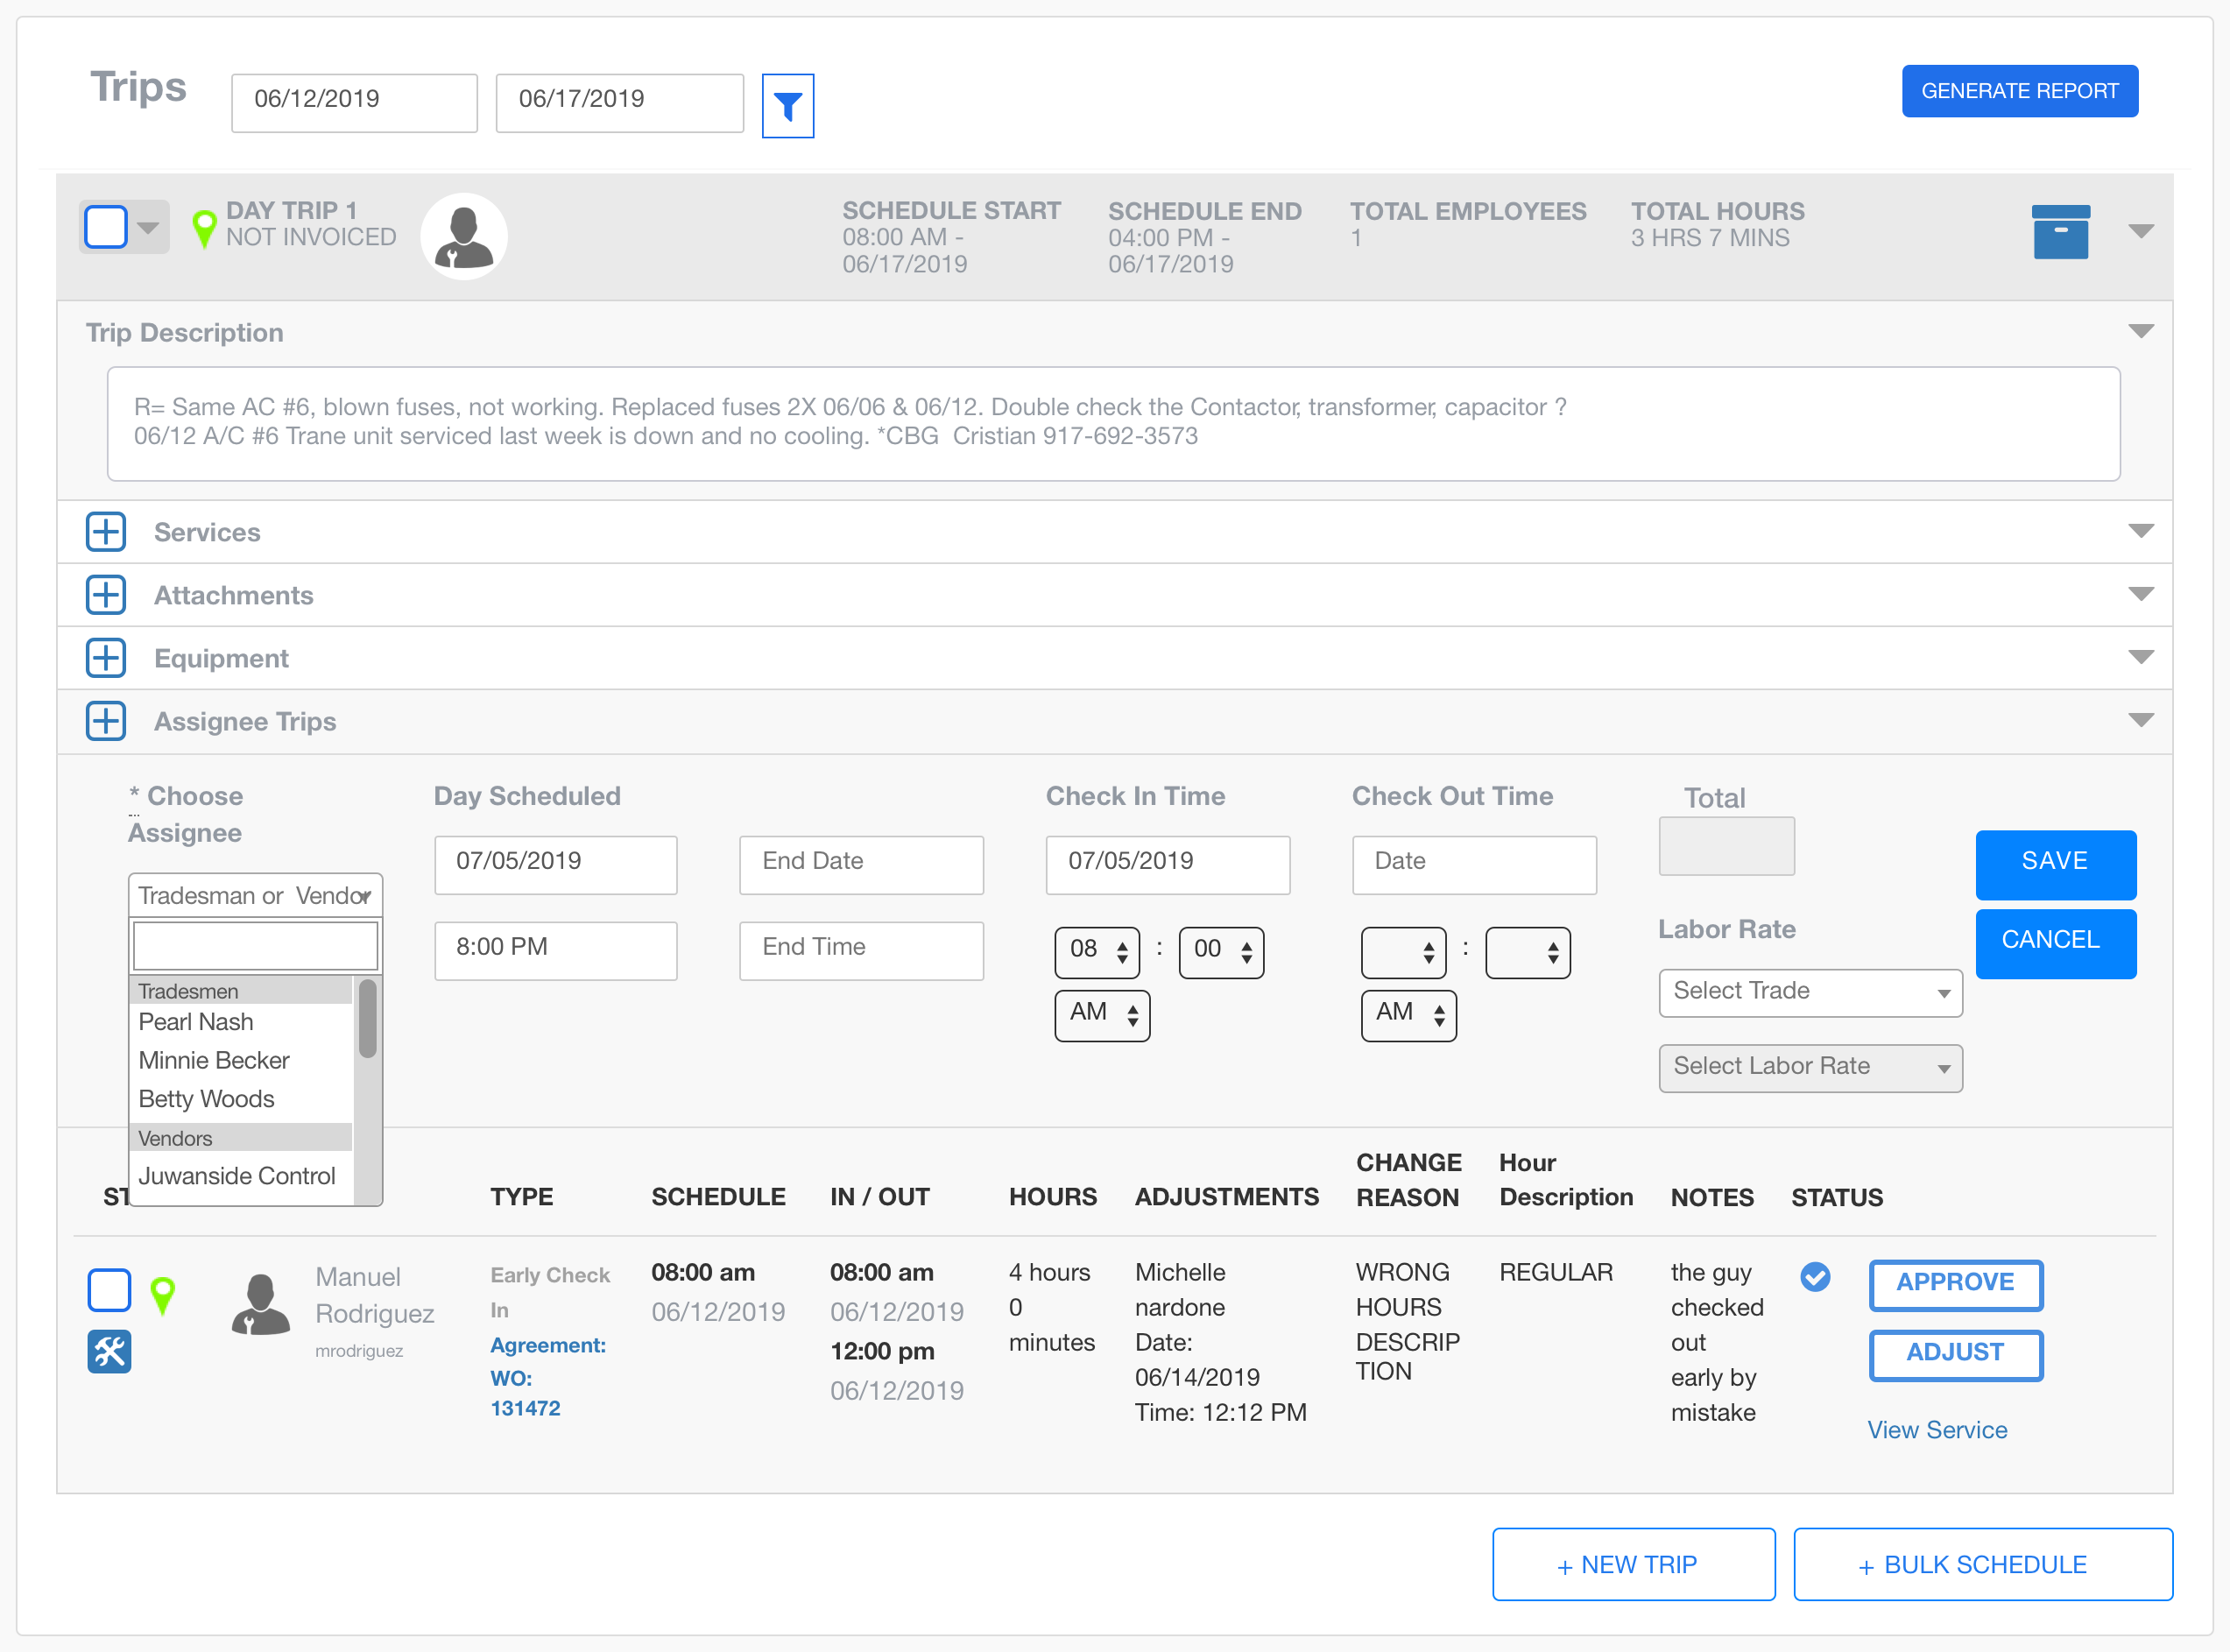 Trips
06/12/2019
06/17/2019
GENERATE REPORT
DAY TRIP 1
NOT INVOICED
SCHEDULE START
08:00 AM -
06/17/2019
SCHEDULE END
04:00 PM -
06/17/2019
TOTAL EMPLOYEES
1
TOTAL HOURS
3 HRS 7 MINS
Trip Description
R= Same AC #6, blown fuses, not working. Replaced fuses 2X 06/06 & 06/12. Double check the Contactor, transformer, capacitor ?
06/12 A/C #6 Trane unit serviced last week is down and no cooling. *CBG  Cristian 917-692-3573
Services
Attachments
Equipment
Assignee Trips
* Choose
Assignee
Tradesman or  Vendor
Tradesmen
Pearl Nash
Minnie Becker
Betty Woods
Vendors
Juwanside Control
Day Scheduled
07/05/2019
End Date
8:00 PM
End Time
Check In Time
07/05/2019
08 : 00
AM
Check Out Time
Date
:
AM
Total
Labor Rate
Select Trade
Select Labor Rate
SAVE
CANCEL
ST
TYPE
SCHEDULE
IN / OUT
HOURS
ADJUSTMENTS
CHANGE
REASON
Hour
Description
NOTES
STATUS
Manuel
Rodriguez
mrodriguez
Early Check
In
Agreement:
WO:
131472
08:00 am
06/12/2019
08:00 am
06/12/2019
12:00 pm
06/12/2019
4 hours
0
minutes
Michelle
nardone
Date:
06/14/2019
Time: 12:12 PM
WRONG
HOURS
DESCRIP
TION
REGULAR
the guy
checked
out
early by
mistake
APPROVE
ADJUST
View Service
+ NEW TRIP
+ BULK SCHEDULE